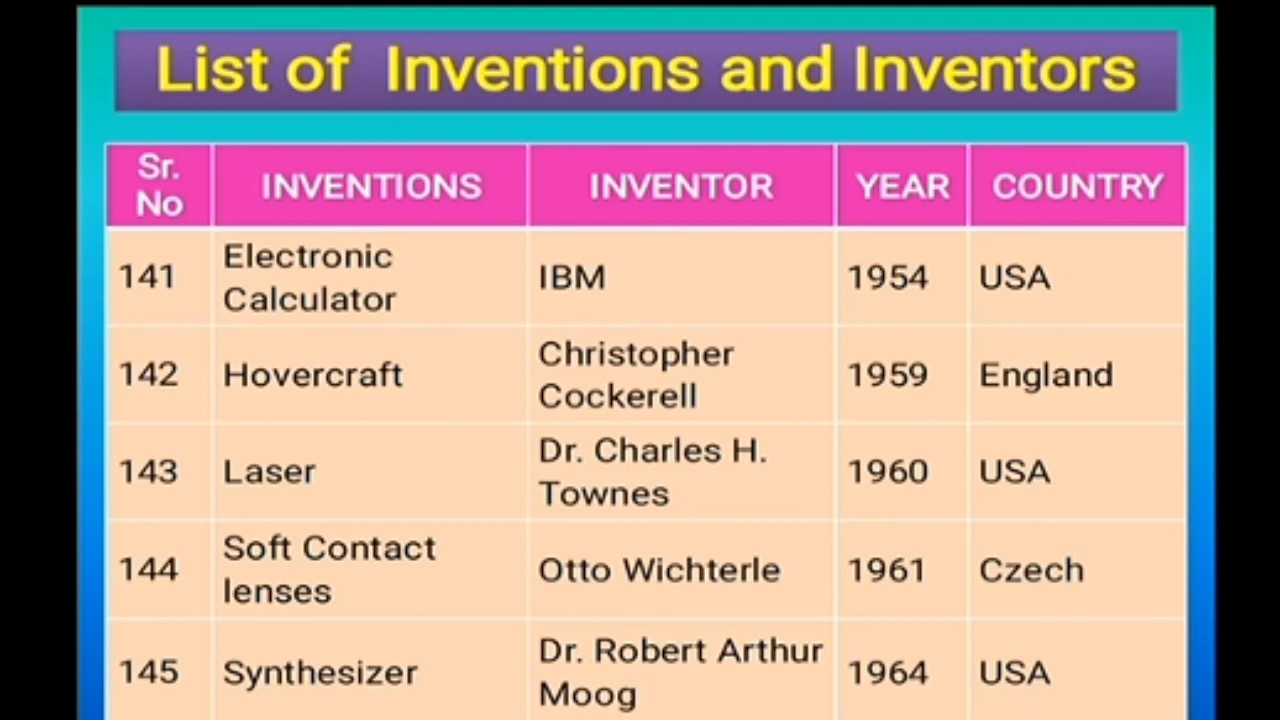 List of Inventions and Inventors
Sr. No INVENTIONS INVENTOR YEAR COUNTRY
141 Electronic Calculator IBM 1954 USA
142 Hovercraft Christopher Cockerell 1959 England
143 Laser Dr. Charles H. Townes 1960 USA
144 Soft Contact lenses Otto Wichterle 1961 Czech
145 Synthesizer Dr. Robert Arthur Moog 1964 USA